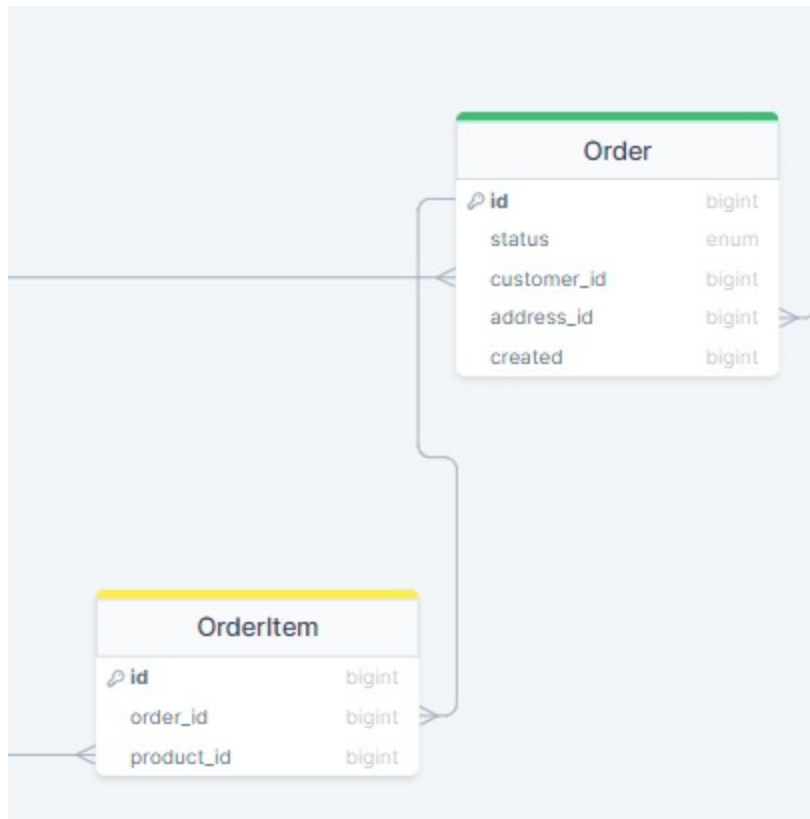 Order
id bigint
status enum
customer_id bigint
address_id bigint
created bigint
OrderItem
id bigint
order_id bigint
product_id bigint